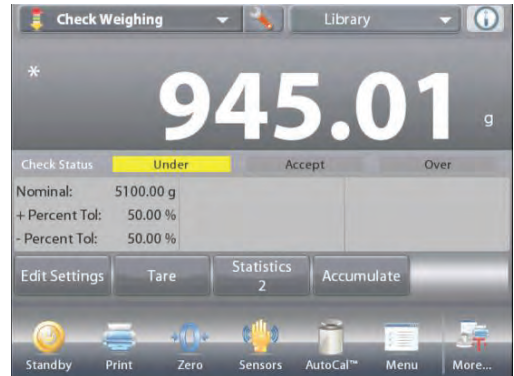 Check Weighing Library
* 945.01 g
Check Status Under Accept Over
Nominal: 5100.00 g
+ Percent Tol: 50.00 %
- Percent Tol: 50.00 %
Edit Settings Tare Statistics Accumulate
2
Standby Print Zero Sensors AutoCal™ Menu More...